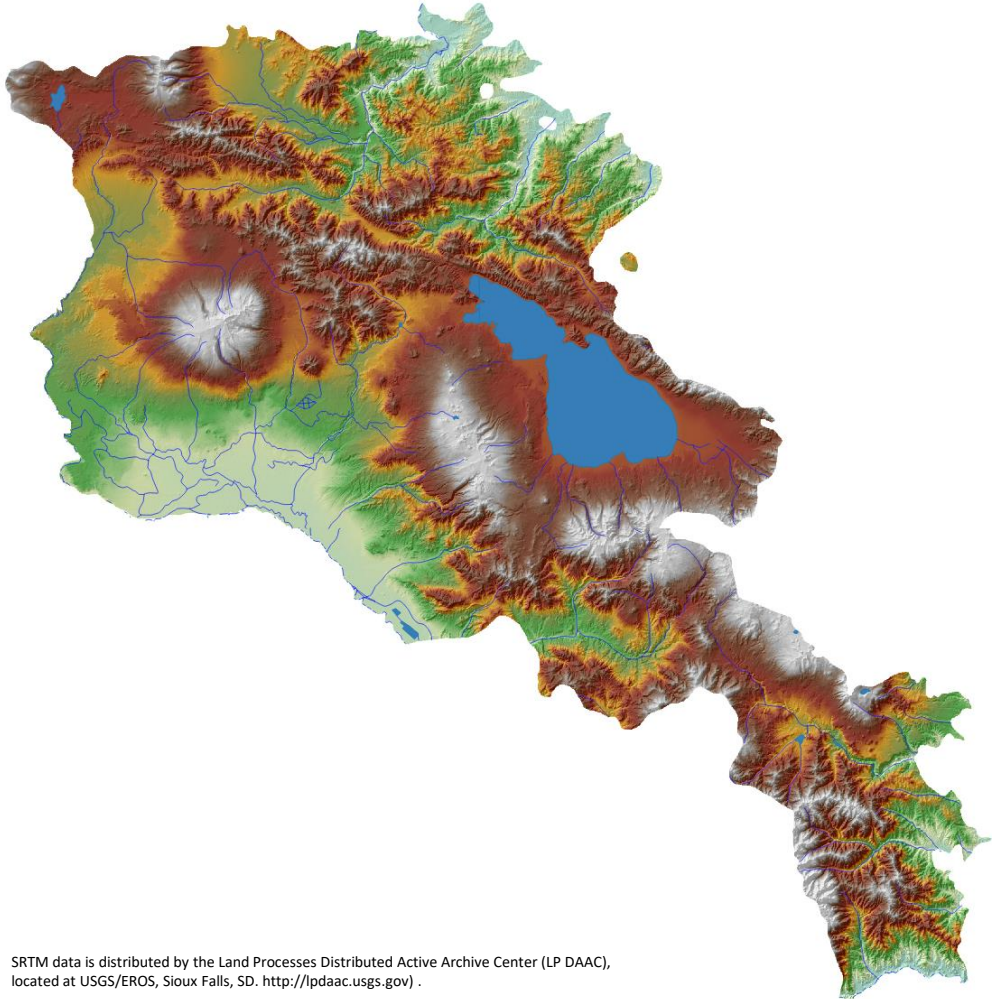 SRTM data is distributed by the Land Processes Distributed Active Archive Center (LP DAAC),
located at USGS/EROS, Sioux Falls, SD. http://lpdaac.usgs.gov) .